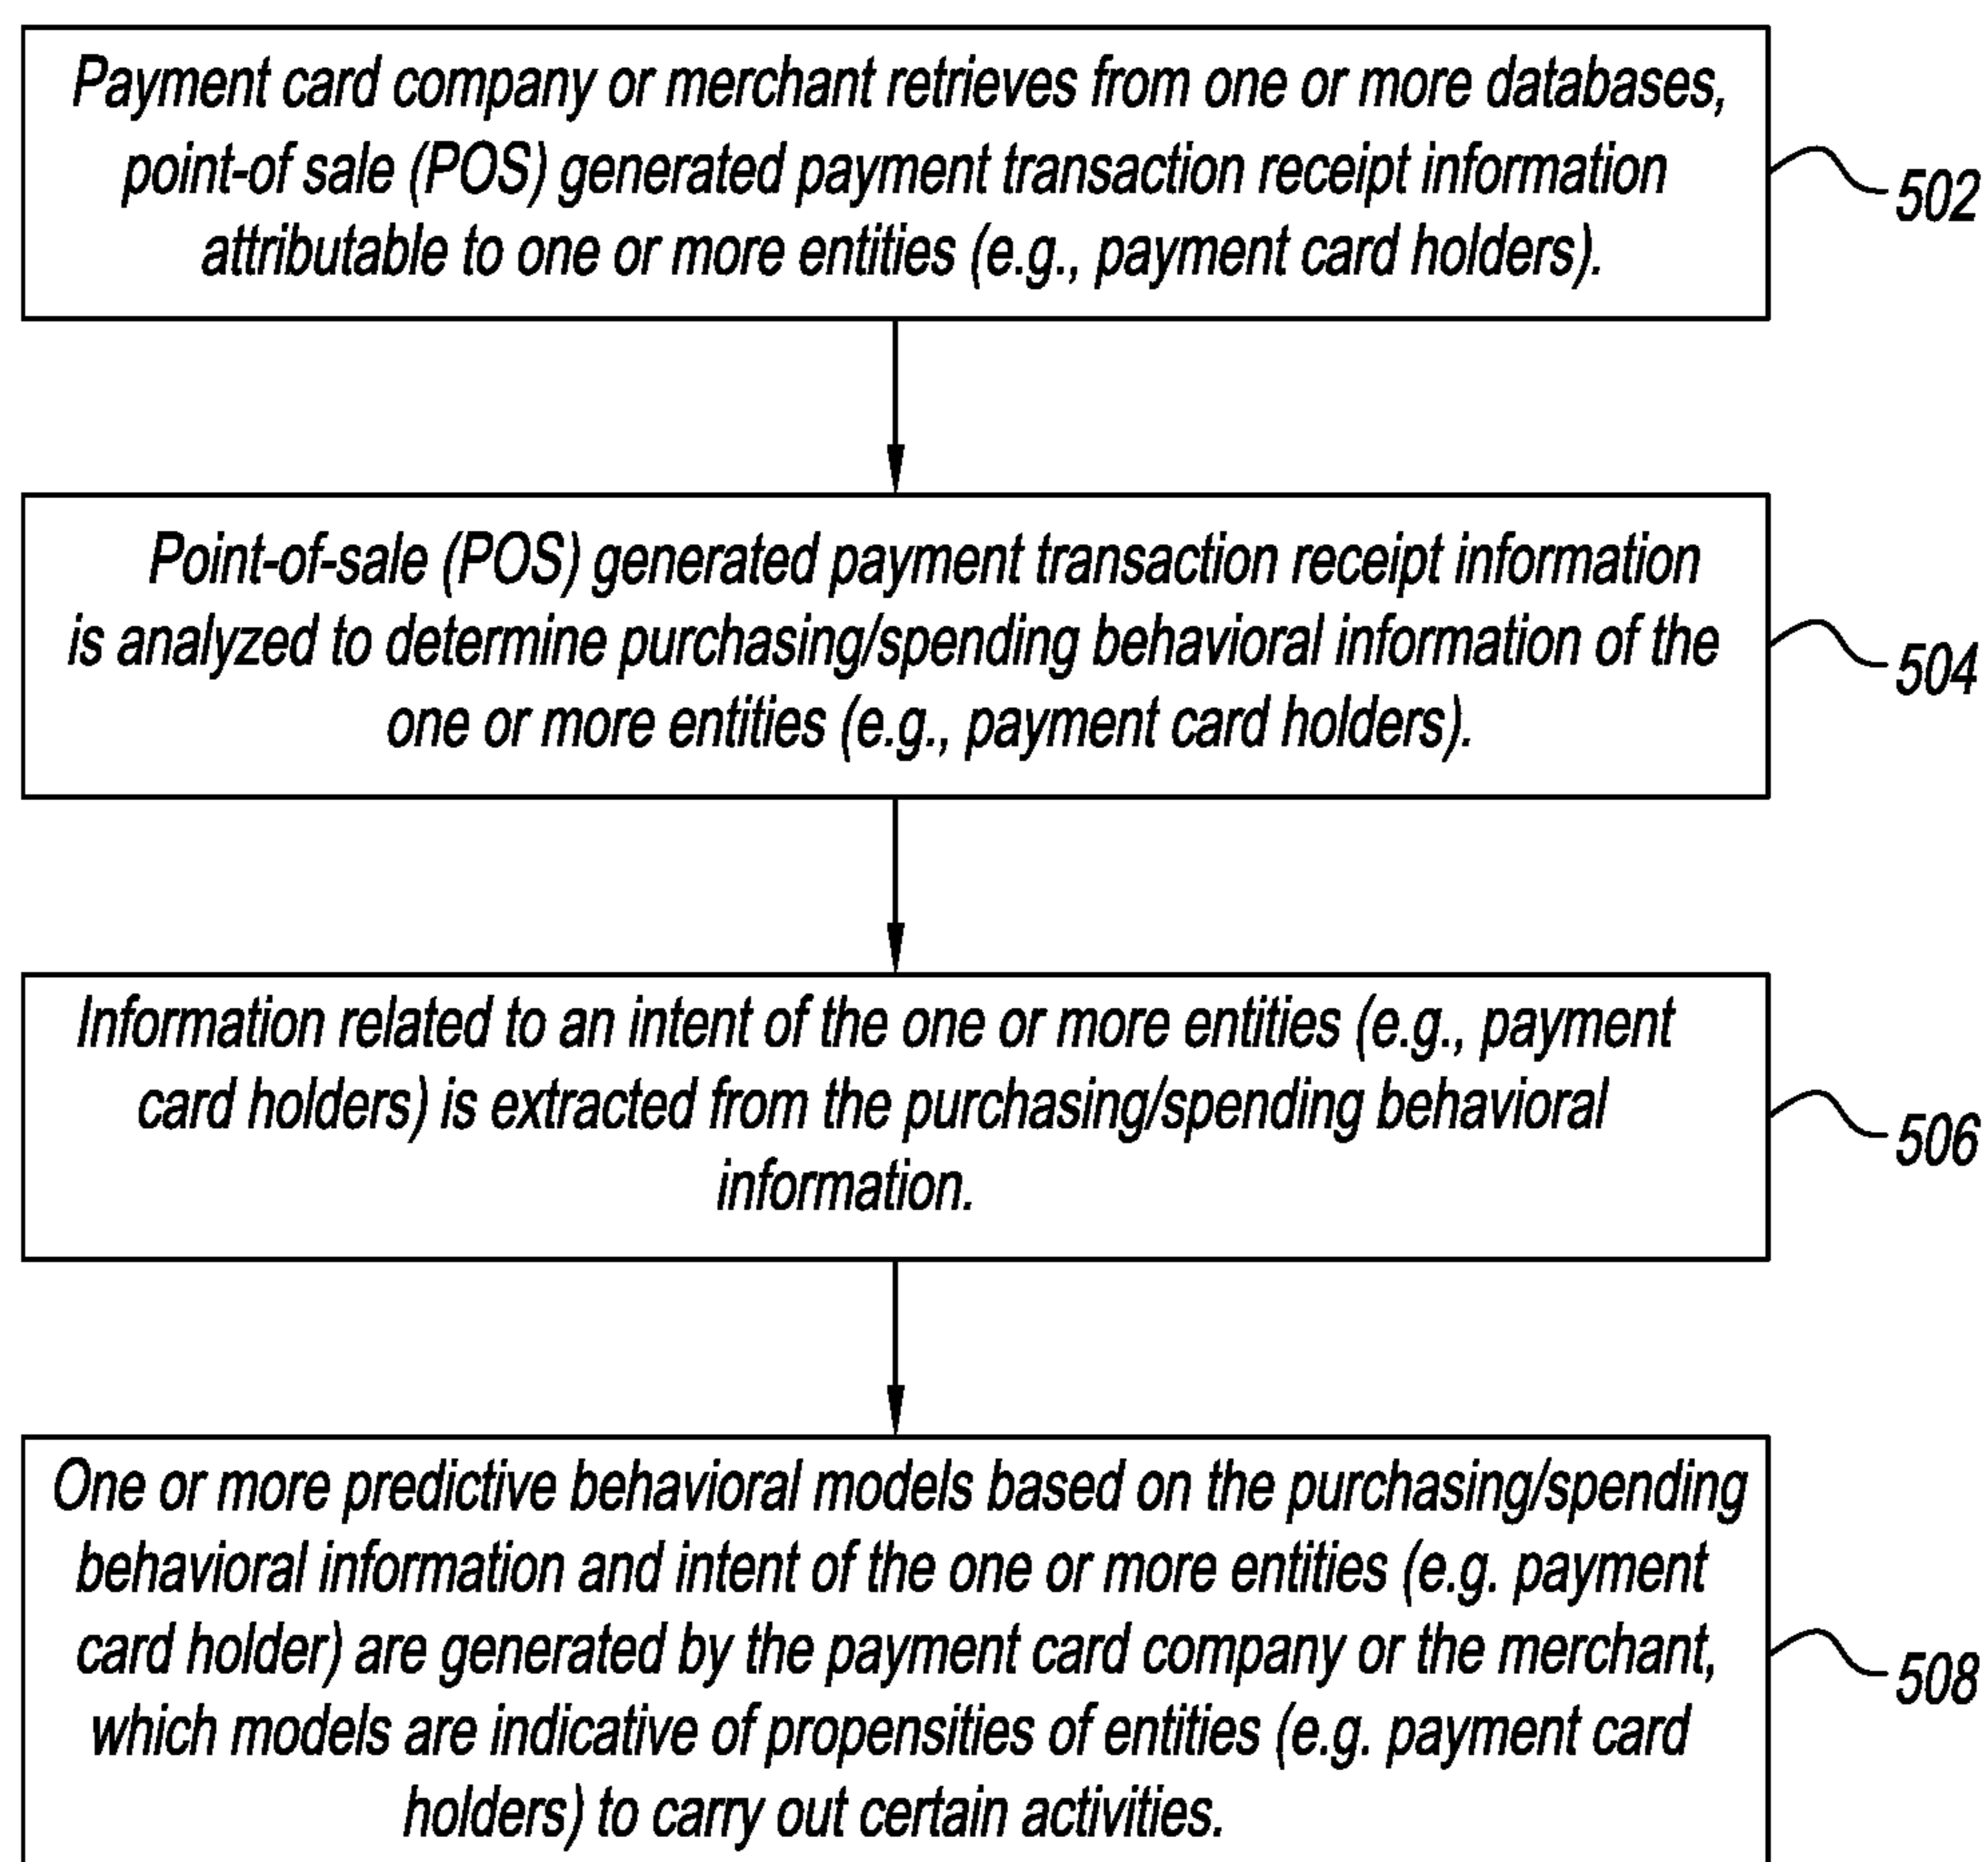 Payment card company or merchant retrieves from one or more databases,
point-of sale (POS) generated payment transaction receipt information
attributable to one or more entities (e.g., payment card holders).
502
Point-of-sale (POS) generated payment transaction receipt information
is analyzed to determine purchasing/spending behavioral information of the
one or more entities (e.g., payment card holders).
504
Information related to an intent of the one or more entities (e.g., payment
card holders) is extracted from the purchasing/spending behavioral
information.
506
One or more predictive behavioral models based on the purchasing/spending
behavioral information and intent of the one or more entities (e.g. payment
card holder) are generated by the payment card company or the merchant,
which models are indicative of propensities of entities (e.g. payment card
holders) to carry out certain activities.
508